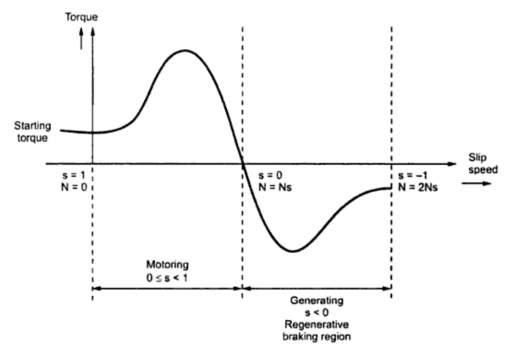 Torque
Starting
torque
Slip
speed
s = 1
N = 0
s = 0
N = Ns
s = –1
N = 2Ns
Motoring
0 ≤ s < 1
Generating
s < 0
Regenerative
braking region